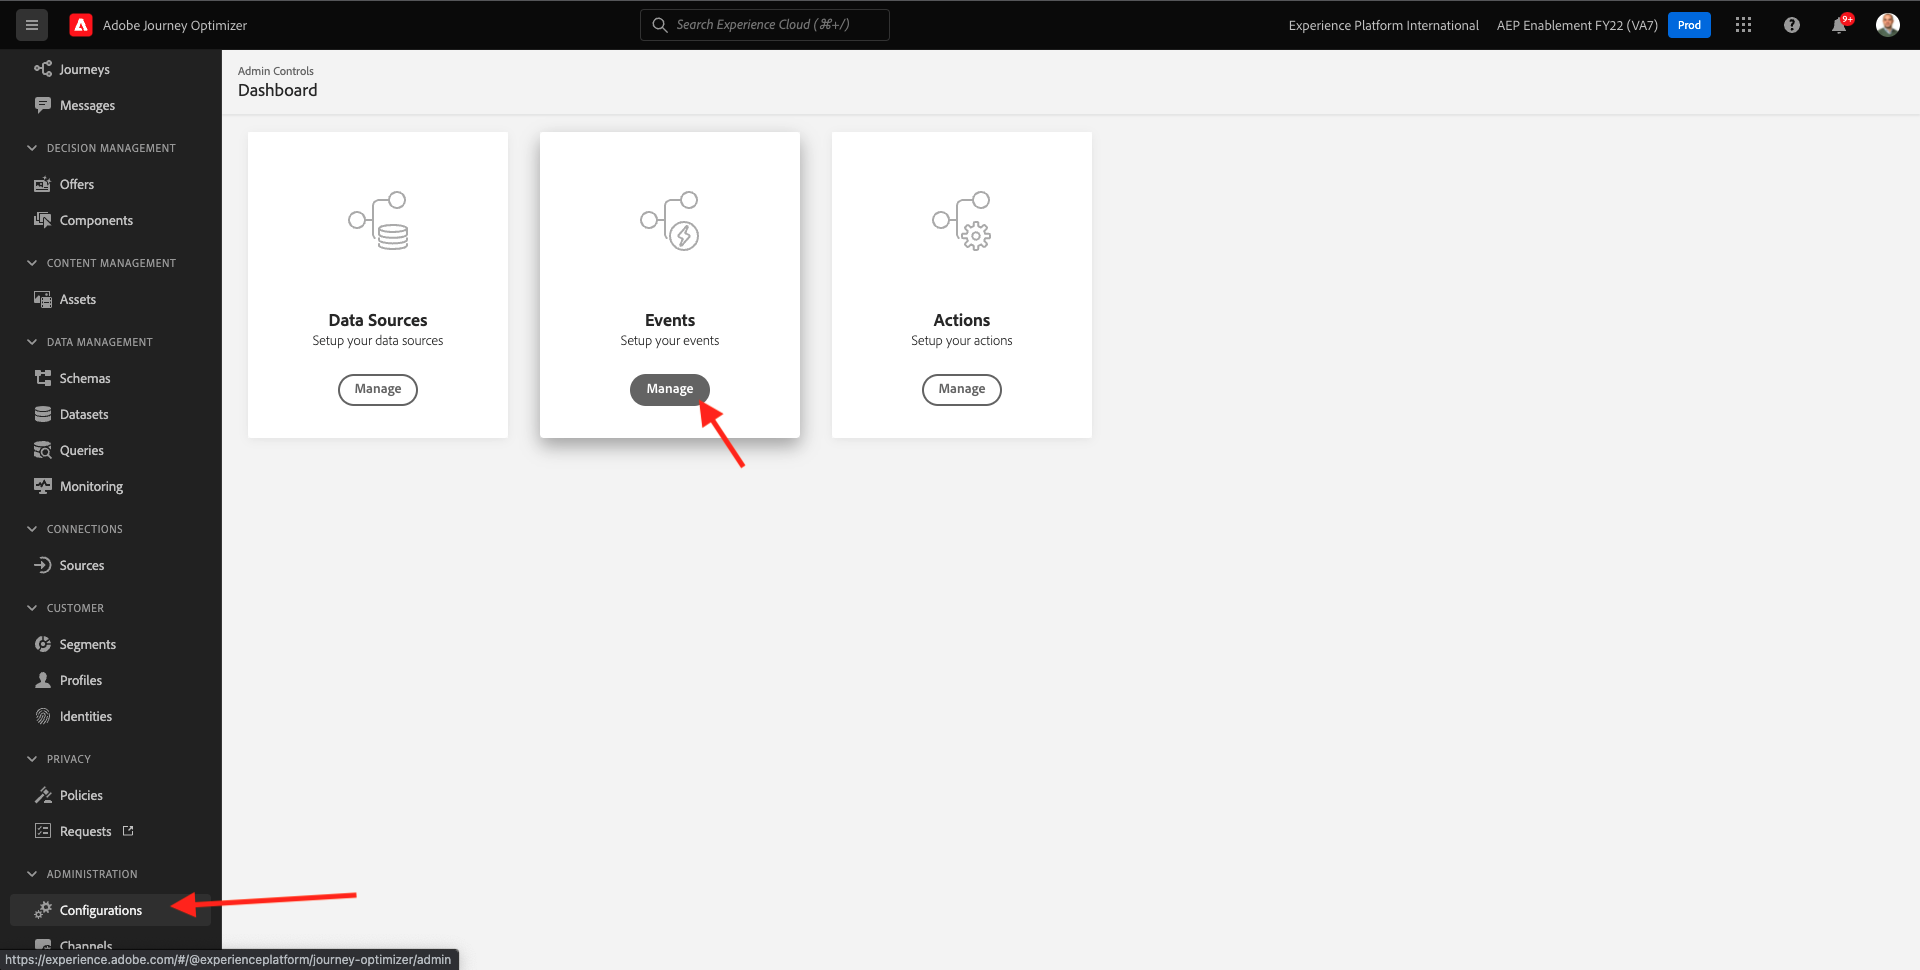 Adobe Journey Optimizer
Search Experience Cloud (⌘+/)
Experience Platform International
AEP Enablement FY22 (VA7)
Prod
9+
Journeys
Messages
DECISION MANAGEMENT
Offers
Components
CONTENT MANAGEMENT
Assets
DATA MANAGEMENT
Schemas
Datasets
Queries
Monitoring
CONNECTIONS
Sources
CUSTOMER
Segments
Profiles
Identities
PRIVACY
Policies
Requests
ADMINISTRATION
Configurations
Channels
https://experience.adobe.com/#/@experienceplatform/journey-optimizer/admin
Admin Controls
Dashboard
Data Sources
Setup your data sources
Manage
Events
Setup your events
Manage
Actions
Setup your actions
Manage